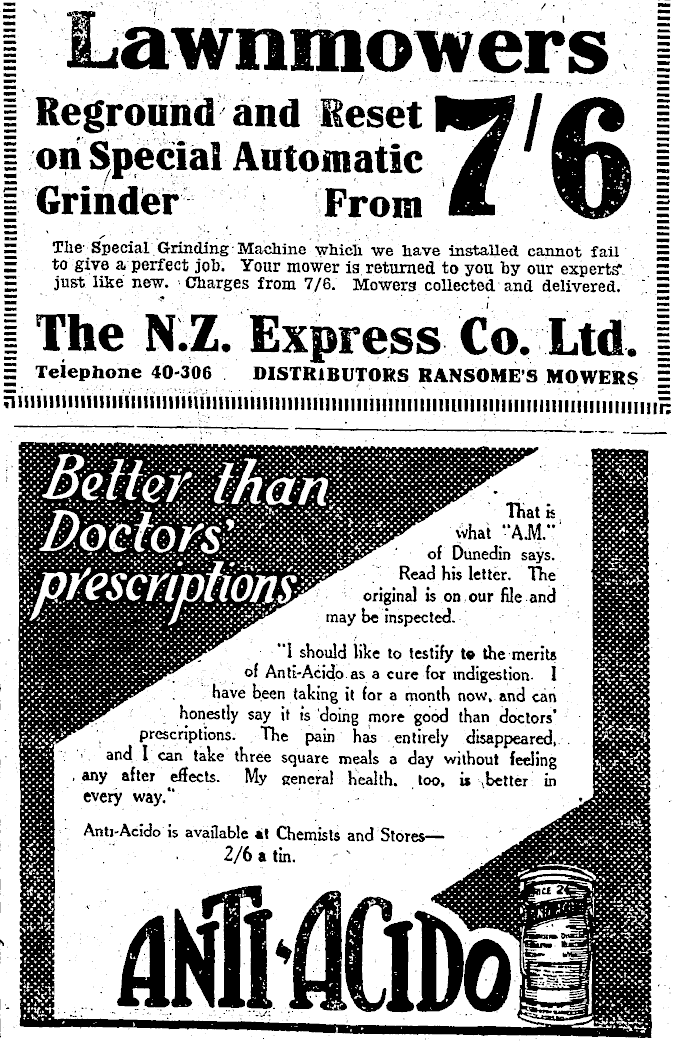 Lawnmowers
Reground and Reset
on Special Automatic
Grinder From
7/6
The Special Grinding Machine which we have installed cannot fail
to give a perfect job. Your mower is returned to you by our experts
just like new. Charges from 7/6. Mowers collected and delivered.
The N.Z. Express Co. Ltd.
Telephone 40-306 DISTRIBUTORS RANSOME'S MOWERS
Better than
Doctors'
prescriptions
That is
what "A.M."
of Dunedin says.
Read his letter. The
original is on our file and
may be inspected.
"I should like to testify to the merits
of Anti-Acido as a cure for indigestion. I
have been taking it for a month now, and can
honestly say it is doing more good than doctors'
prescriptions. The pain has entirely disappeared,
and I can take three square meals a day without feeling
any after effects. My general health, too, is better in
every way."
Anti-Acido is available at Chemists and Stores—
2/6 a tin.
ANTI-ACIDO